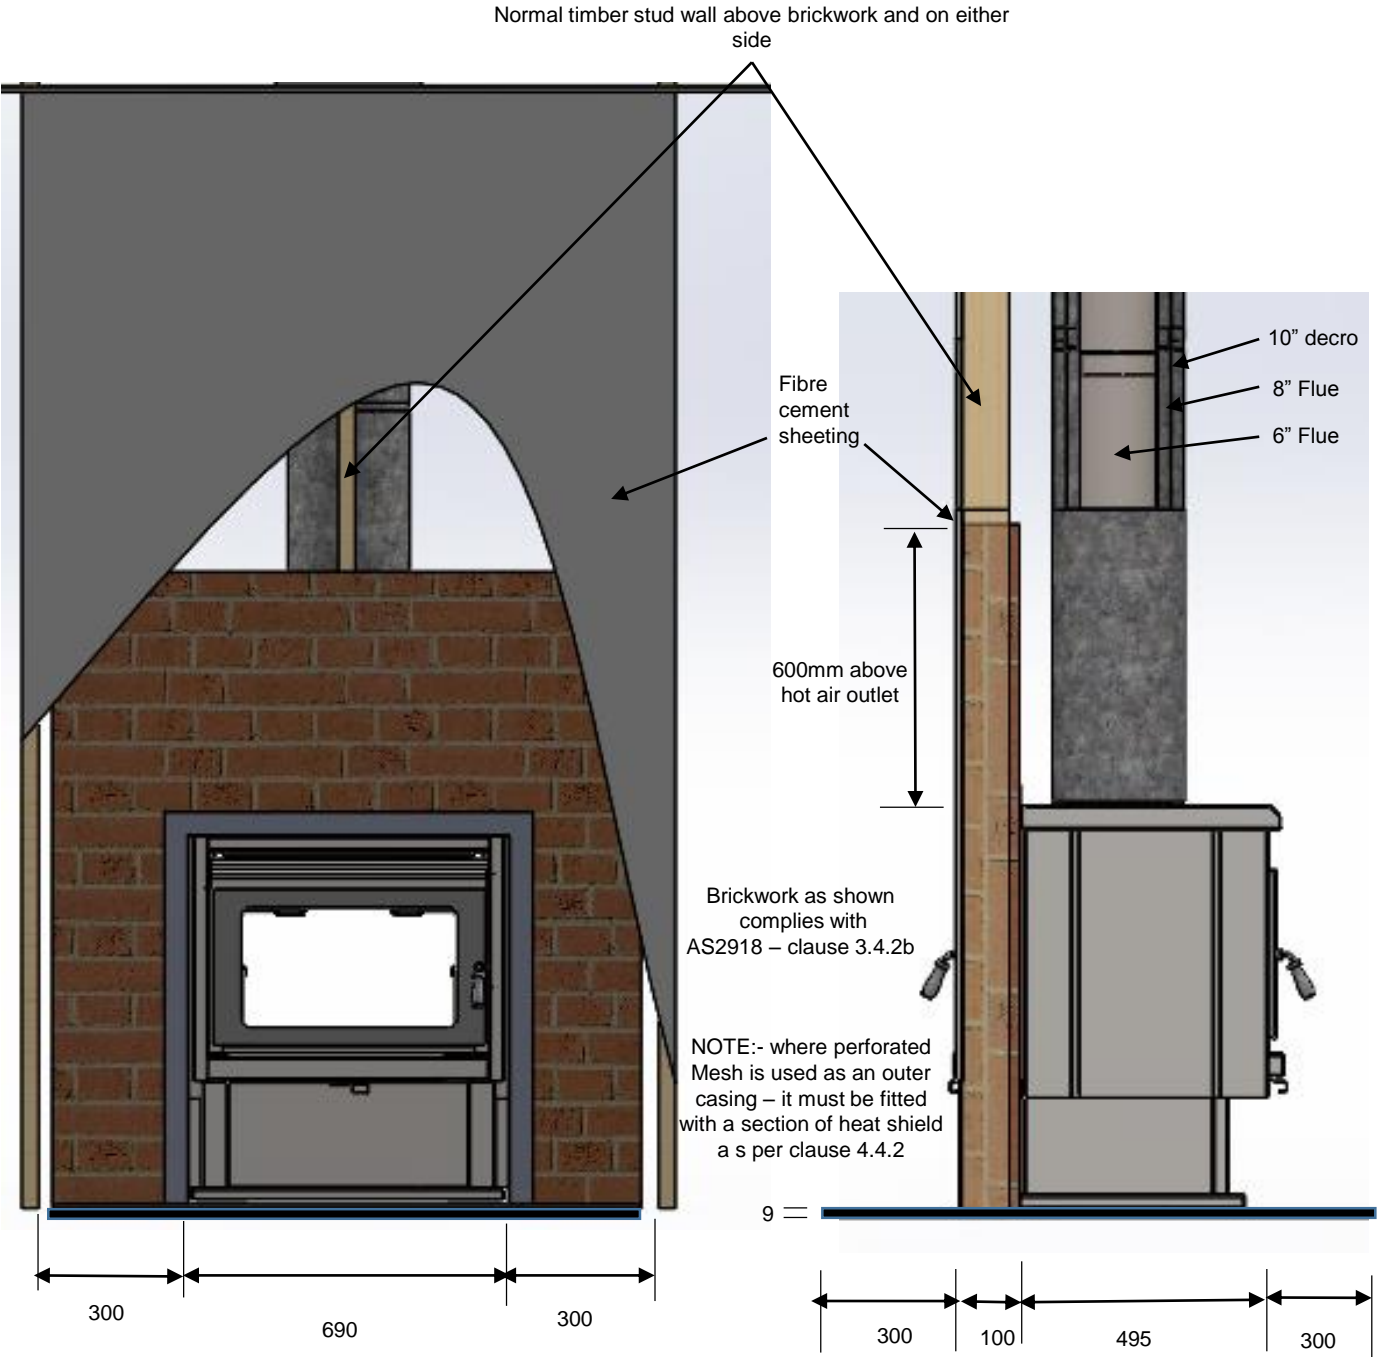 Normal timber stud wall above brickwork and on either
side
10” decro
8” Flue
6” Flue
Fibre
cement
sheeting
600mm above
hot air outlet
Brickwork as shown
complies with
AS2918 – clause 3.4.2b
NOTE:- where perforated
Mesh is used as an outer
casing – it must be fitted
with a section of heat shield
a s per clause 4.4.2
9
300
690
300
300
100
495
300